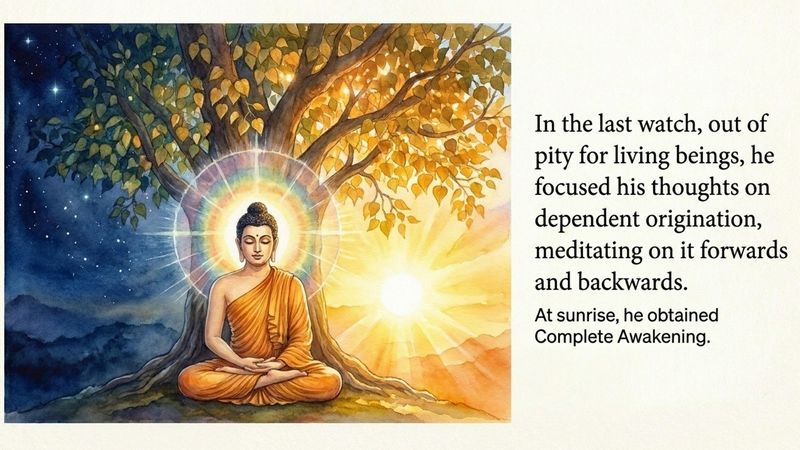 In the last watch, out of
pity for living beings, he
focused his thoughts on
dependent origination,
meditating on it forwards
and backwards.
At sunrise, he obtained
Complete Awakening.